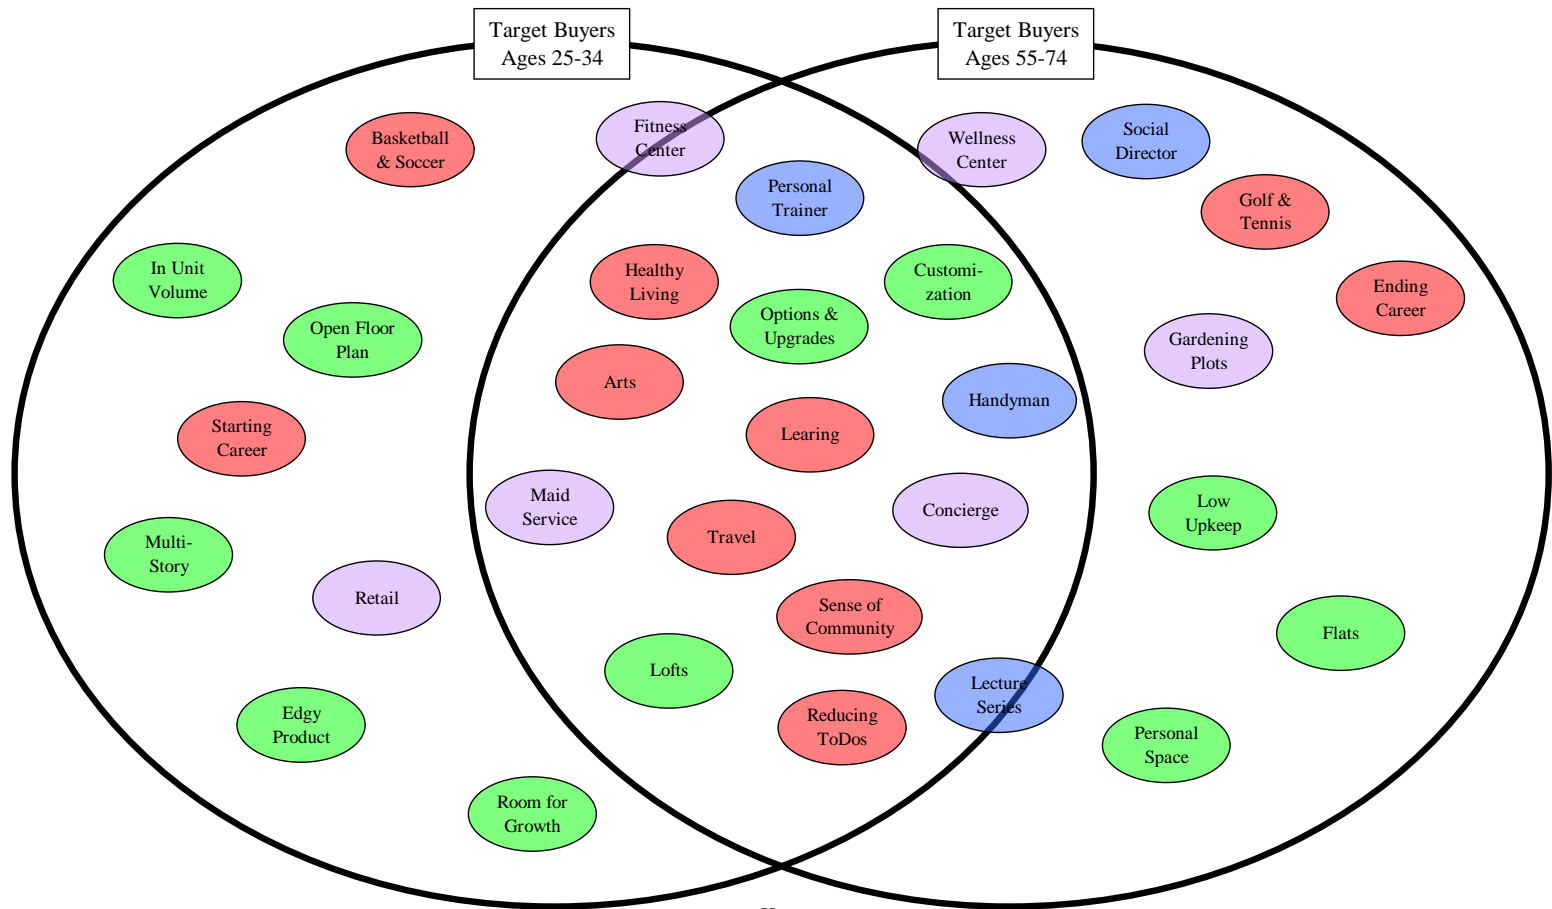 Target Buyers
Ages 25-34
Target Buyers
Ages 55-74
Basketball
& Soccer
Fitness
Center
Wellness
Center
Social
Director
Personal
Trainer
Golf &
Tennis
In Unit
Volume
Healthy
Living
Customi-
zation
Ending
Career
Open Floor
Plan
Options &
Upgrades
Gardening
Plots
Arts
Handyman
Starting
Career
Learing
Maid
Service
Concierge
Low
Upkeep
Multi-
Story
Travel
Retail
Sense of
Community
Flats
Lofts
Lecture
Series
Edgy
Product
Reducing
ToDos
Personal
Space
Room for
Growth